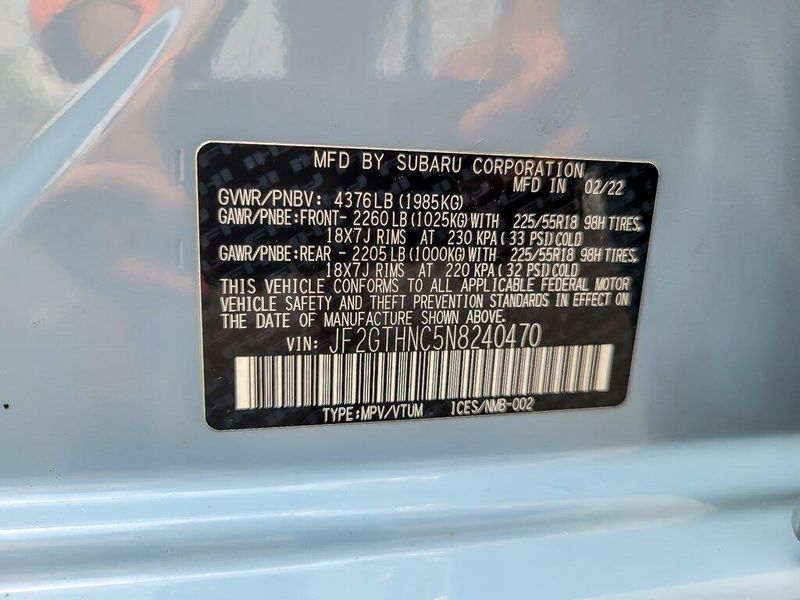 MFD BY SUBARU CORPORATION
MFD IN 02/22
GVWR/PNBV: 4376LB (1985KG)
GAWR/PNBE:FRONT- 2260LB (1025KG)WITH 225/55R18 98H TIRES,
18X7J RIMS AT 230 KPA (33 PSI)COLD
GAWR/PNBE:REAR - 2205LB (1000KG)WITH 225/55R18 98H TIRES,
18X7J RIMS AT 220 KPA (32 PSI)COLD
THIS VEHICLE CONFORMS TO ALL APPLICABLE FEDERAL MOTOR
VEHICLE SAFETY AND THEFT PREVENTION STANDARDS IN EFFECT ON
THE DATE OF MANUFACTURE SHOWN ABOVE.
VIN: JF2GTHNC5N8240470
TYPE:MPV/VTUM ICES/NMB-002